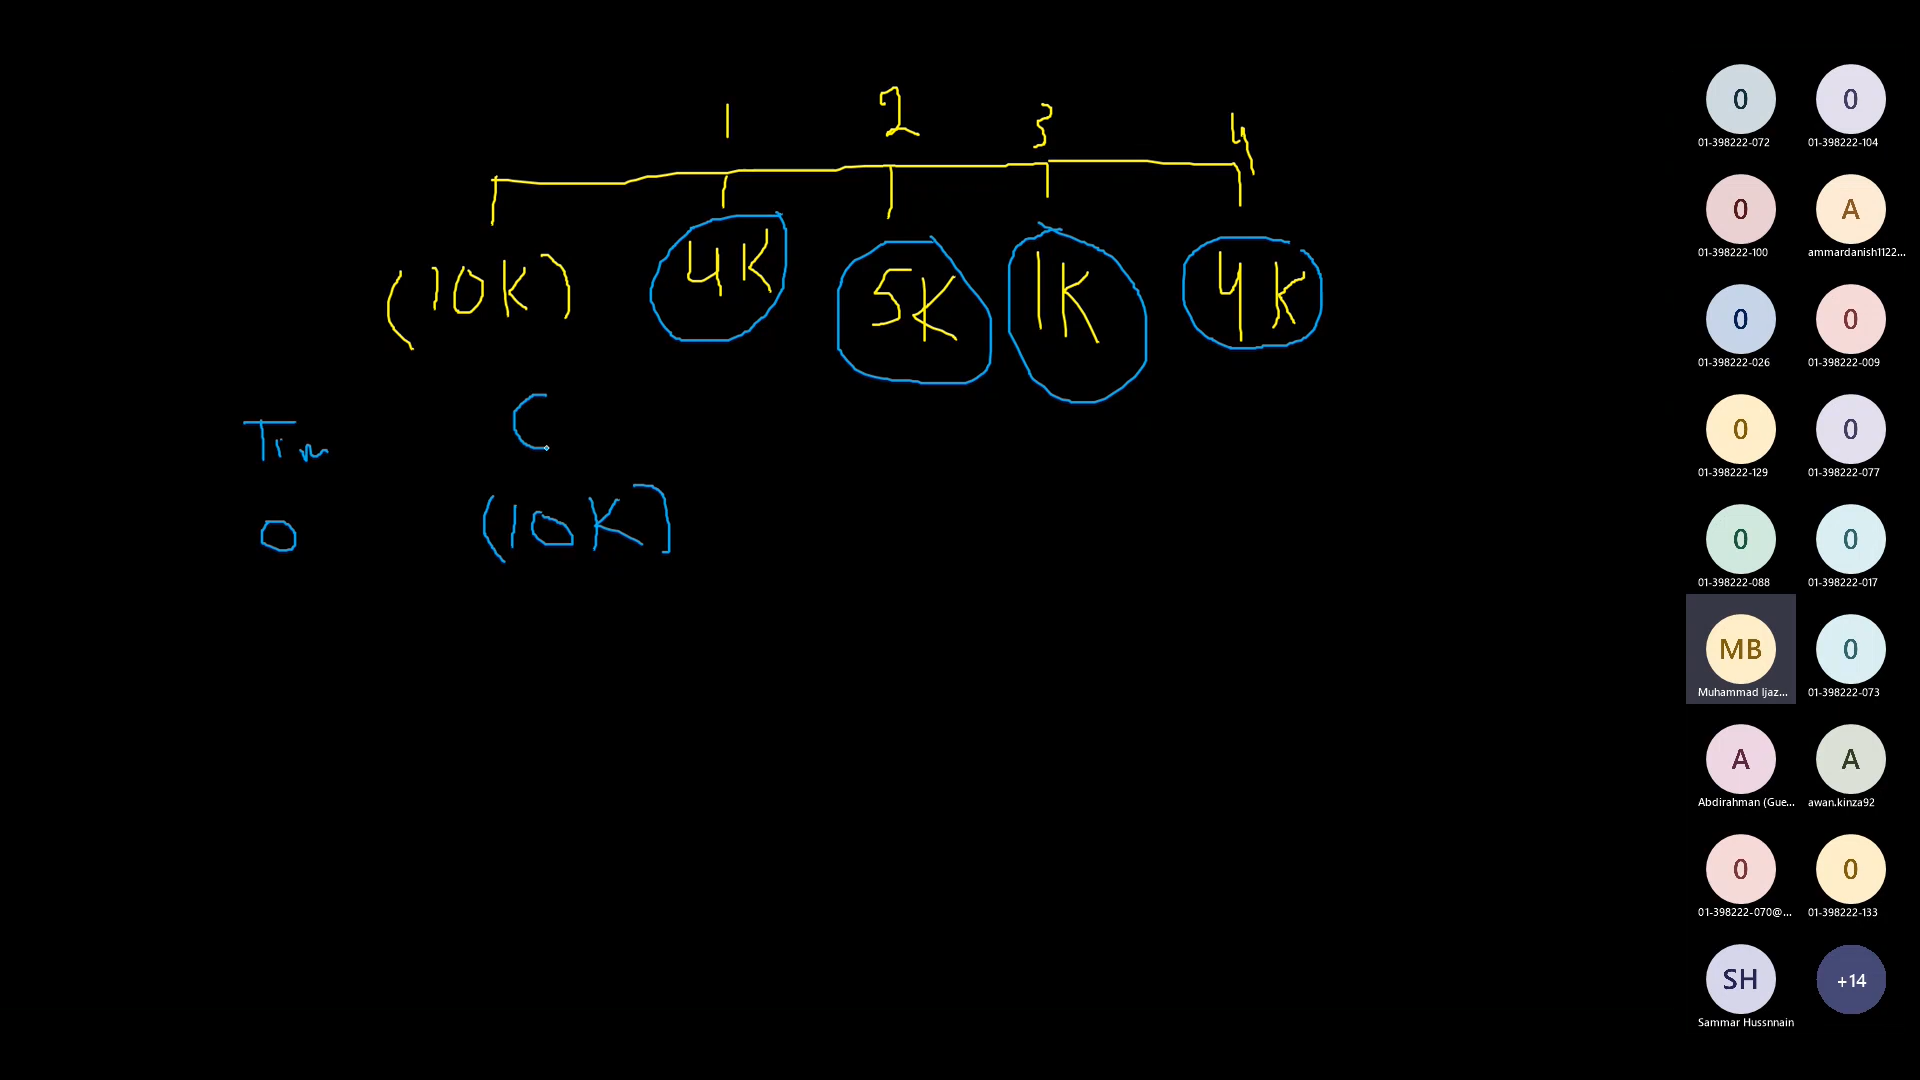 1 2 3 4
(10K) 4K 5K 1K 4K
Tim C
0 (10K)
0 0
01-398222-072 01-398222-104
0 A
01-398222-100 ammardanish1122...
0 0
01-398222-026 01-398222-009
0 0
01-398222-129 01-398222-077
0 0
01-398222-088 01-398222-017
MB 0
Muhammad Ijaz... 01-398222-073
A A
Abdirahman (Gue... awan.kinza92
0 0
01-398222-070@... 01-398222-133
SH +14
Sammar Hussnnain